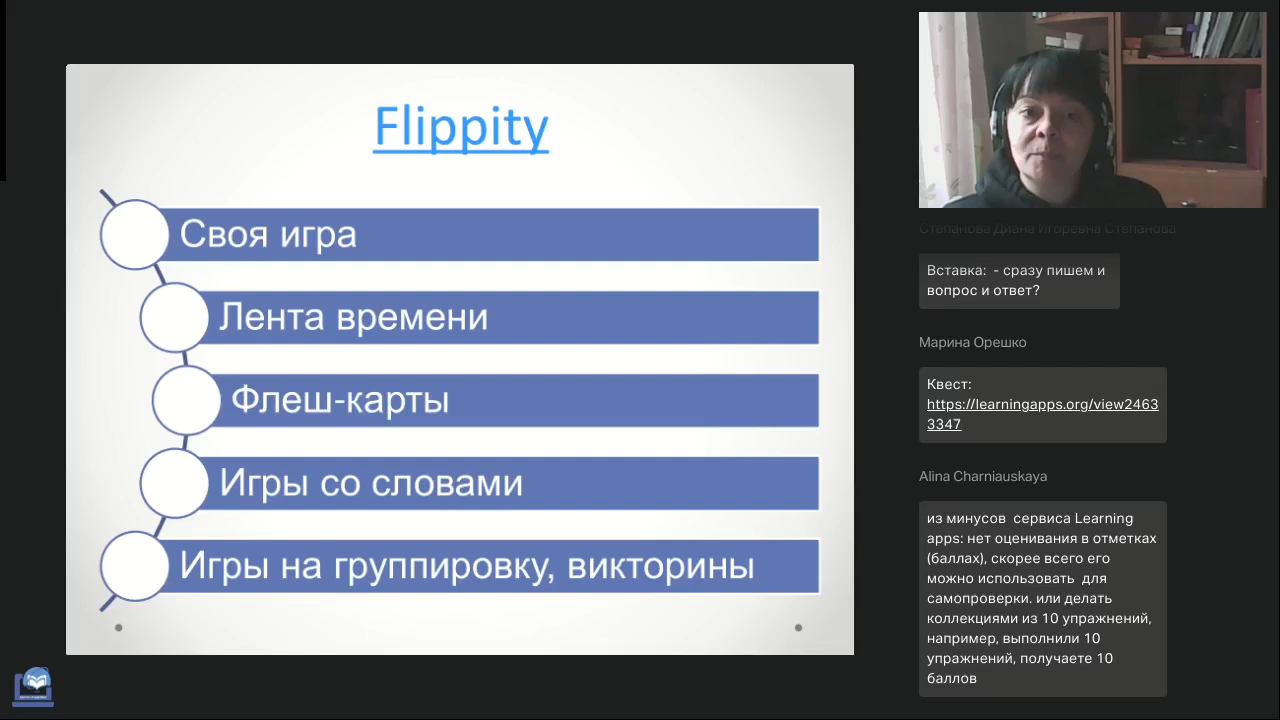 Flippity
Своя игра
Лента времени
Флеш-карты
Игры со словами
Игры на группировку, викторины
Степанова Диана Игоревна Степанова
Вставка:  - сразу пишем и
вопрос и ответ?
Марина Орешко
Квест:
https://learningapps.org/view2463
3347
Alina Charniauskaya
из минусов  сервиса Learning
apps: нет оценивания в отметках
(баллах), скорее всего его
можно использовать  для
самопроверки. или делать
коллекциями из 10 упражнений,
например, выполнили 10
упражнений, получаете 10
баллов